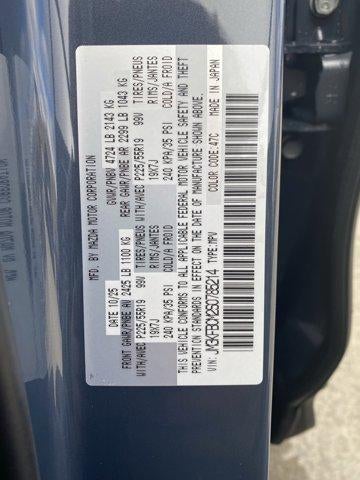 BY: MAZDA MOTOR CORPORATION
DATE 10/25 GVWR/PNBV 4724 LB 2143 KG
FRONT GAWR/PNBE AV 2425 LB 1100 KG REAR GAWR/PNBE AR 2299 LB 1043 KG
WITH/AVEC P225/55R19 99V TIRES/PNEUS WITH/AVEC P225/55R19 99V TIRES/PNEUS
19X7J RIMS/JANTES 19X7J RIMS/JANTES
240 KPA/35 PSI COLD/A FROID 240 KPA/35 PSI COLD/A FROID
THIS VEHICLE CONFORMS TO ALL APPLICABLE FEDERAL MOTOR VEHICLE SAFETY AND THEFT
PREVENTION STANDARDS IN EFFECT ON THE DATE OF MANUFACTURE SHOWN ABOVE.
VIN:
TYPE: MPV COLOR CODE:47C MADE IN JAPAN